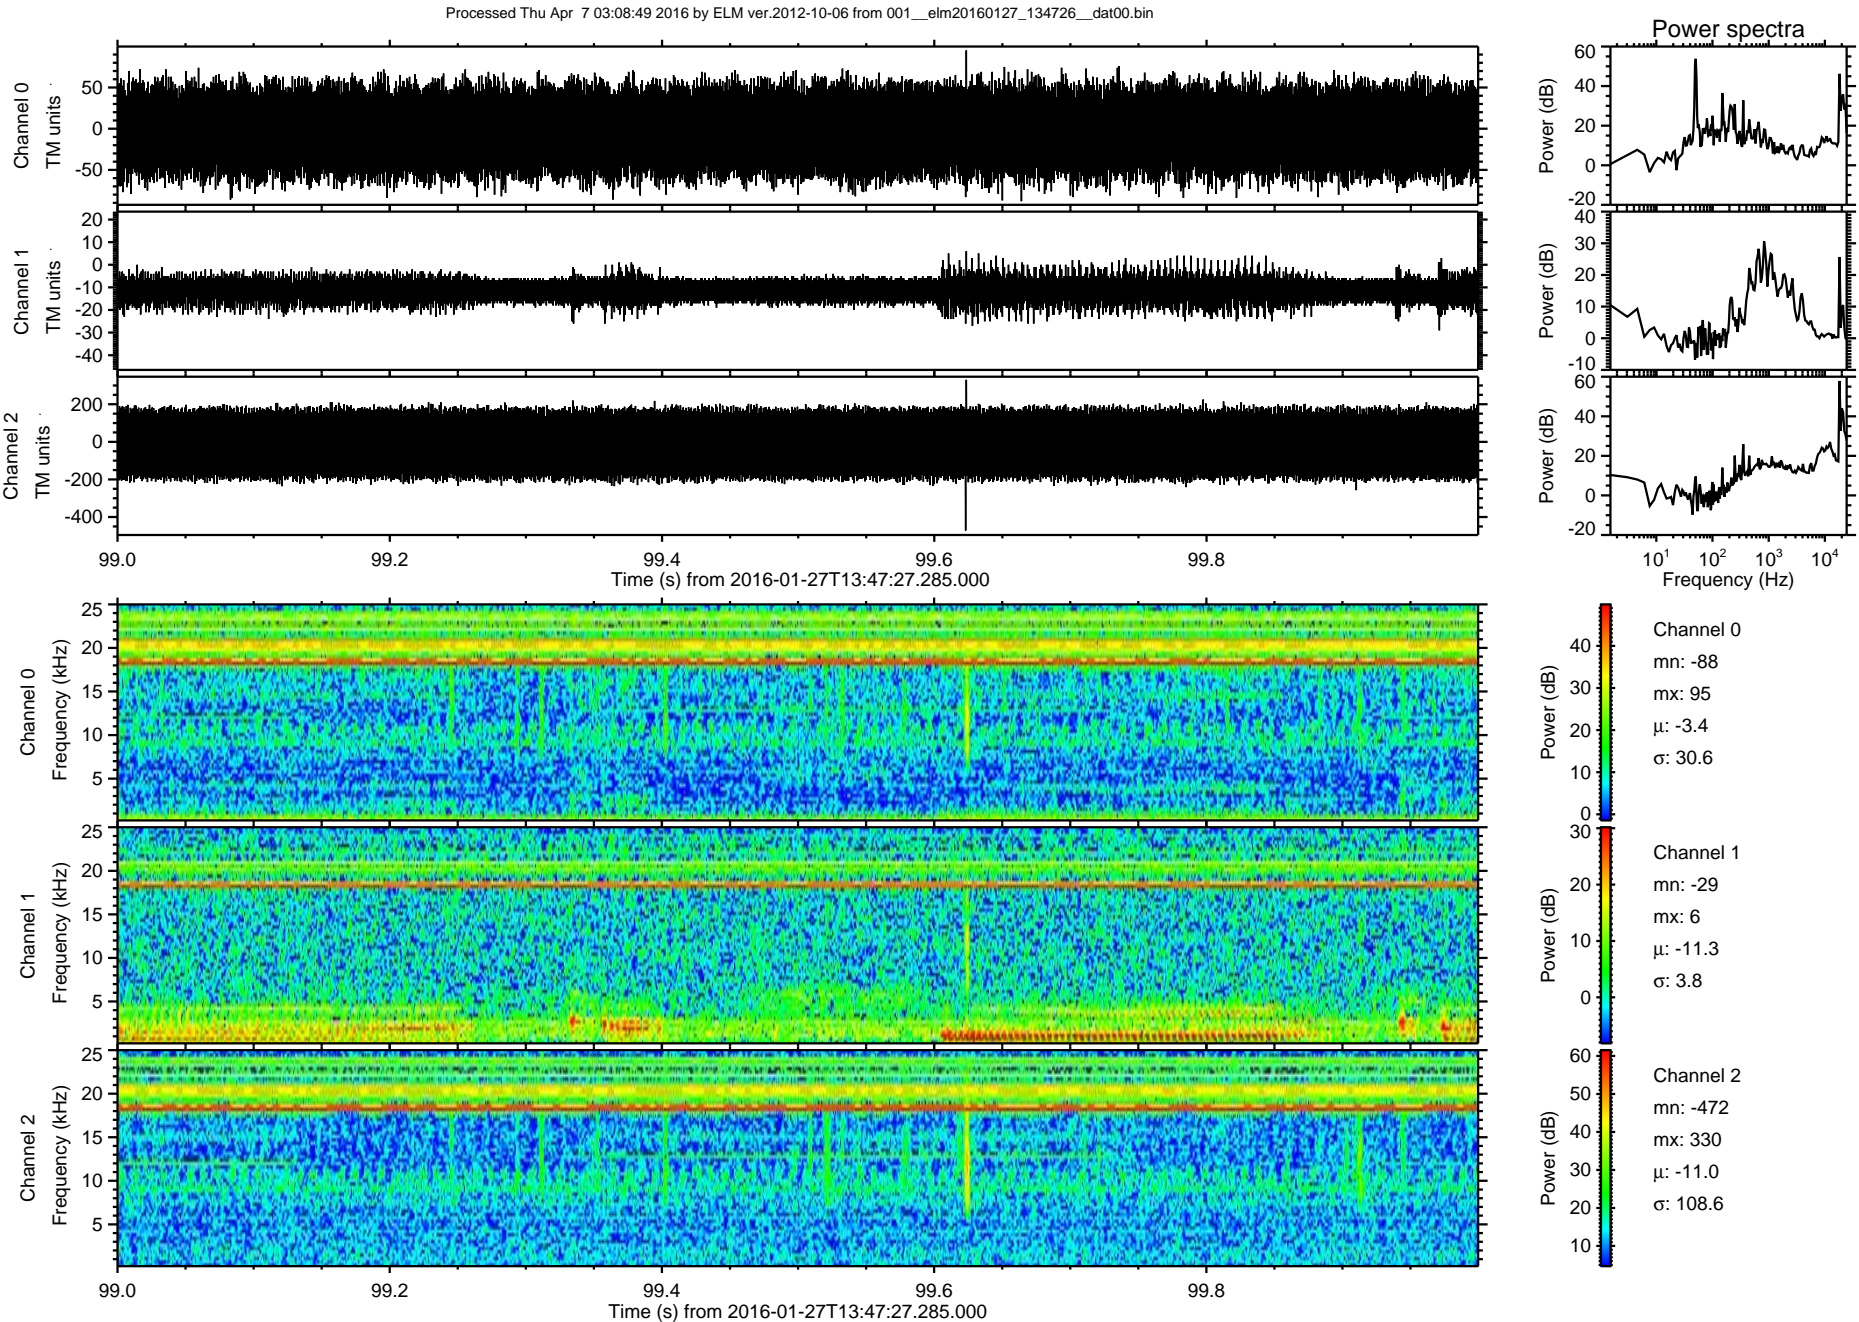 Processed Thu Apr  7 03:08:49 2016 by ELM ver.2012-10-06 from 001__elm20160127_134726__dat00.bin
Power spectra
Channel 0
TM units
50
0
-50
Power (dB)
60
40
20
0
-20
Channel 1
TM units
20
10
0
-10
-20
-30
-40
Power (dB)
40
30
20
10
0
-10
Channel 2
TM units
200
0
-200
-400
Power (dB)
60
40
20
0
-20
99.0 99.2 99.4 99.6 99.8
Time (s) from 2016-01-27T13:47:27.285.000
10¹ 10² 10³ 10⁴
Frequency (Hz)
Channel 0
Frequency (kHz)
25
20
15
10
5
Power (dB)
40
30
20
10
0
Channel 0
mn: -88
mx: 95
μ: -3.4
σ: 30.6
Channel 1
Frequency (kHz)
25
20
15
10
5
Power (dB)
30
20
10
0
Channel 1
mn: -29
mx: 6
μ: -11.3
σ: 3.8
Channel 2
Frequency (kHz)
25
20
15
10
5
Power (dB)
60
50
40
30
20
10
Channel 2
mn: -472
mx: 330
μ: -11.0
σ: 108.6
99.0 99.2 99.4 99.6 99.8
Time (s) from 2016-01-27T13:47:27.285.000